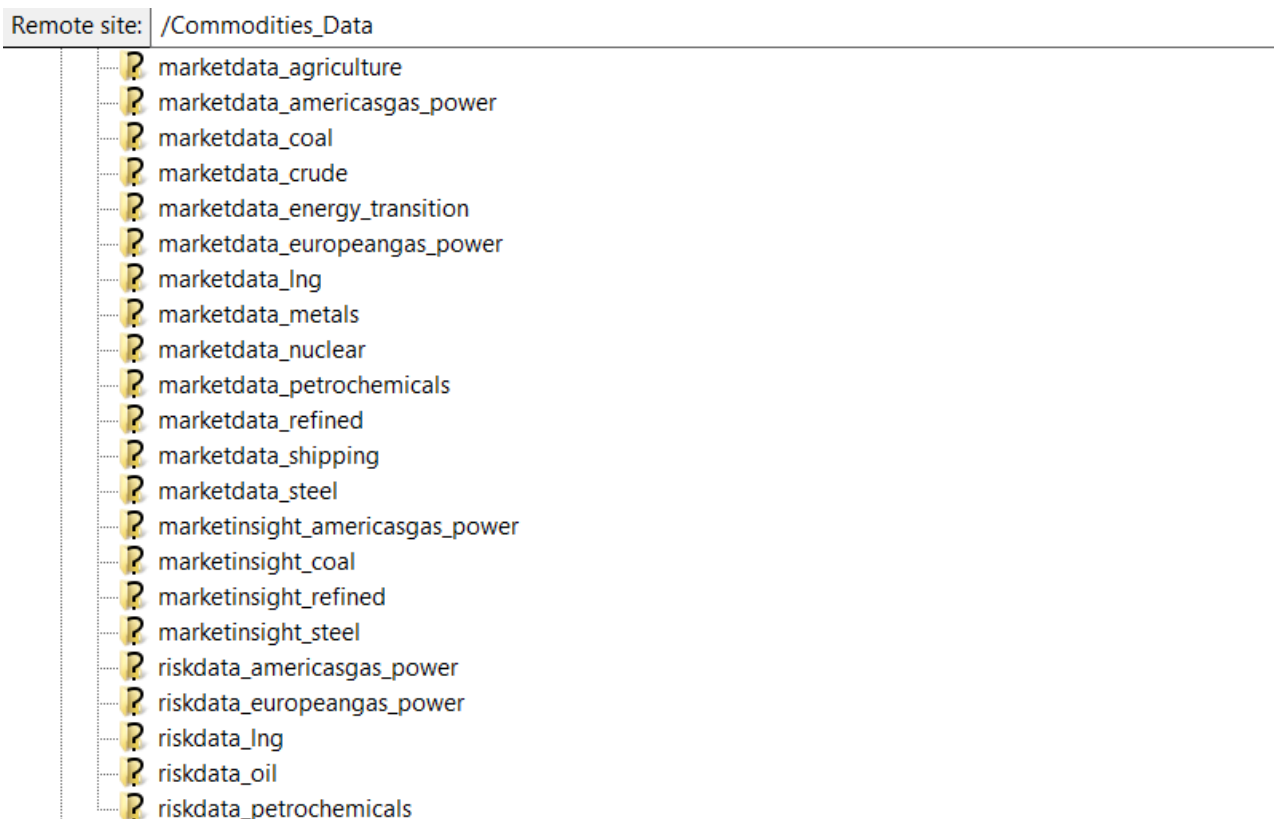 Remote site: /Commodities_Data
marketdata_agriculture
marketdata_americasgas_power
marketdata_coal
marketdata_crude
marketdata_energy_transition
marketdata_europeangas_power
marketdata_lng
marketdata_metals
marketdata_nuclear
marketdata_petrochemicals
marketdata_refined
marketdata_shipping
marketdata_steel
marketinsight_americasgas_power
marketinsight_coal
marketinsight_refined
marketinsight_steel
riskdata_americasgas_power
riskdata_europeangas_power
riskdata_lng
riskdata_oil
riskdata_petrochemicals